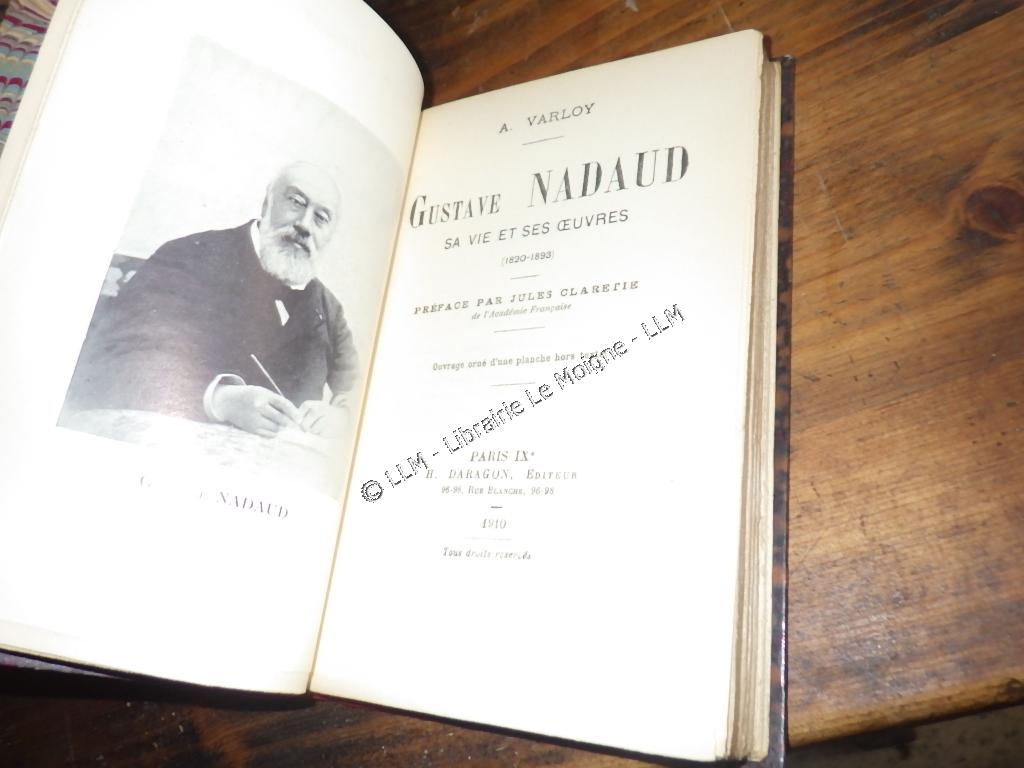 NADAUD
A. VARLOY
GUSTAVE NADAUD
SA VIE ET SES ŒUVRES
(1820-1893)
PRÉFACE PAR JULES CLARETIE
de l'Académie Française
Ouvrage orné d'une planche hors
PARIS IXe
H. DARAGON, EDITEUR
96-98, RUE BLANCHE, 96-98
1910
Tous droits réservés
© LLM - Librairie Le Moigne - LLM